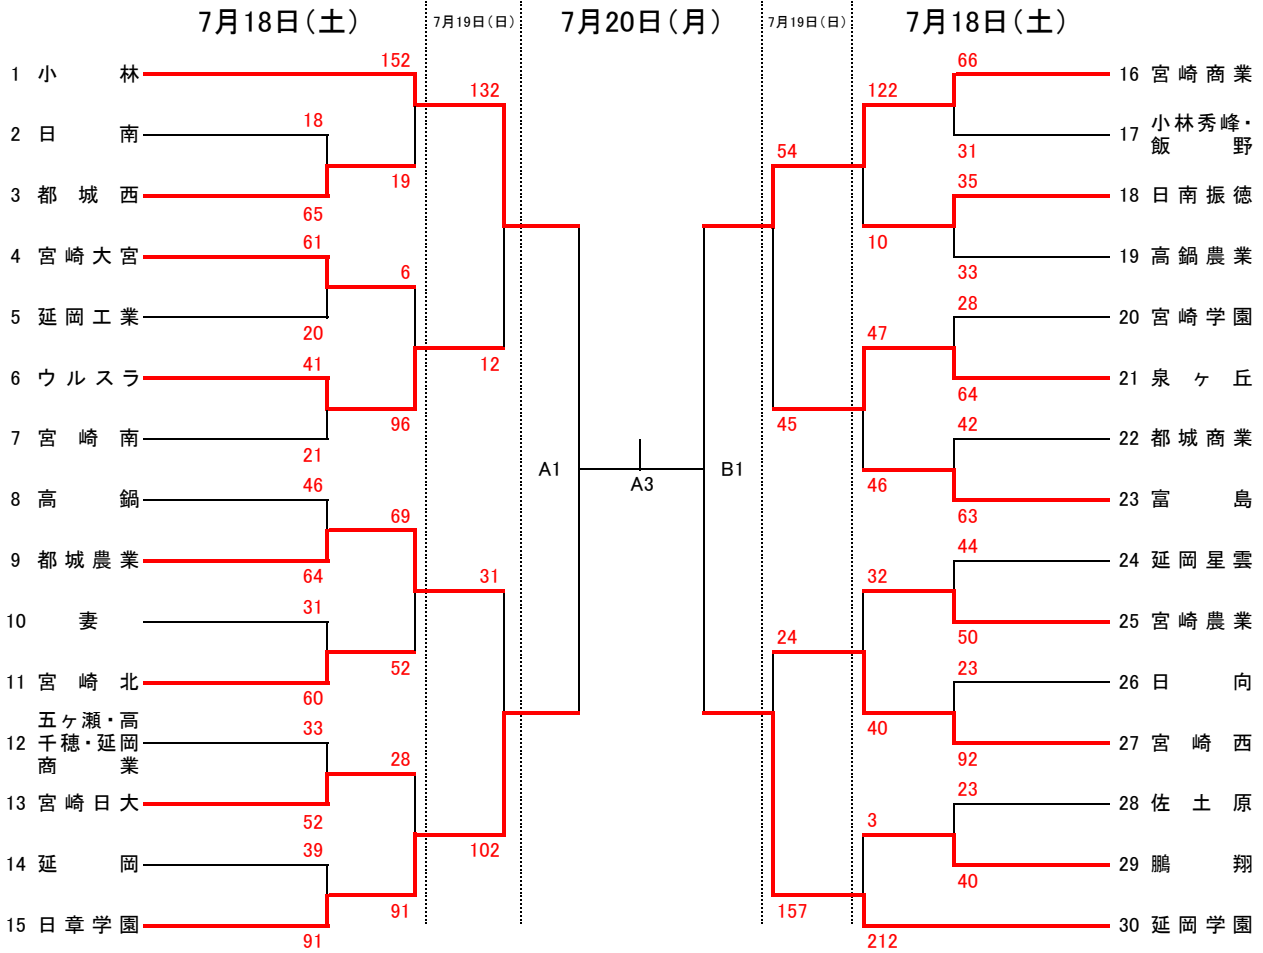 7月18日(土)
7月19日(日)
7月20日(月)
7月19日(日)
7月18日(土)
1 小林
152
2 日南
18
3 都城西
65
19
132
4 宮崎大宮
61
6
5 延岡工業
20
6 ウルスラ
41
7 宮崎南
21
96
12
8 高鍋
46
69
9 都城農業
64
10 妻
31
11 宮崎北
60
52
31
12 五ヶ瀬・高
千穂・延岡
商業
33
28
13 宮崎日大
52
14 延岡
39
15 日章学園
91
91
102
A1
A3
B1
66
16 宮崎商業
122
17 小林秀峰・
飯野
31
54
35
18 日南振徳
10
19 高鍋農業
33
28
20 宮崎学園
47
21 泉ヶ丘
64
45
42
22 都城商業
46
23 富島
63
44
24 延岡星雲
32
25 宮崎農業
50
24
23
26 日向
40
27 宮崎西
92
23
28 佐土原
3
29 鵬翔
40
157
30 延岡学園
212